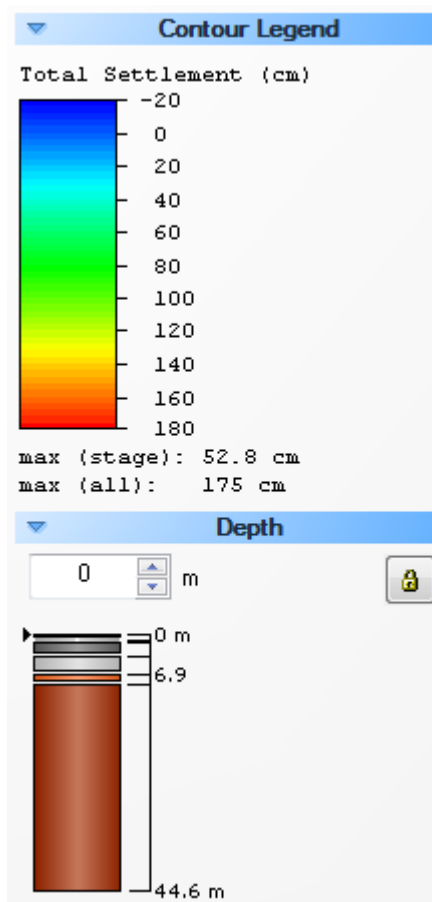 Contour Legend
Total Settlement (cm)
-20
0
20
40
60
80
100
120
140
160
180
max (stage): 52.8 cm
max (all): 175 cm
Depth
0 m
0 m
6.9
44.6 m